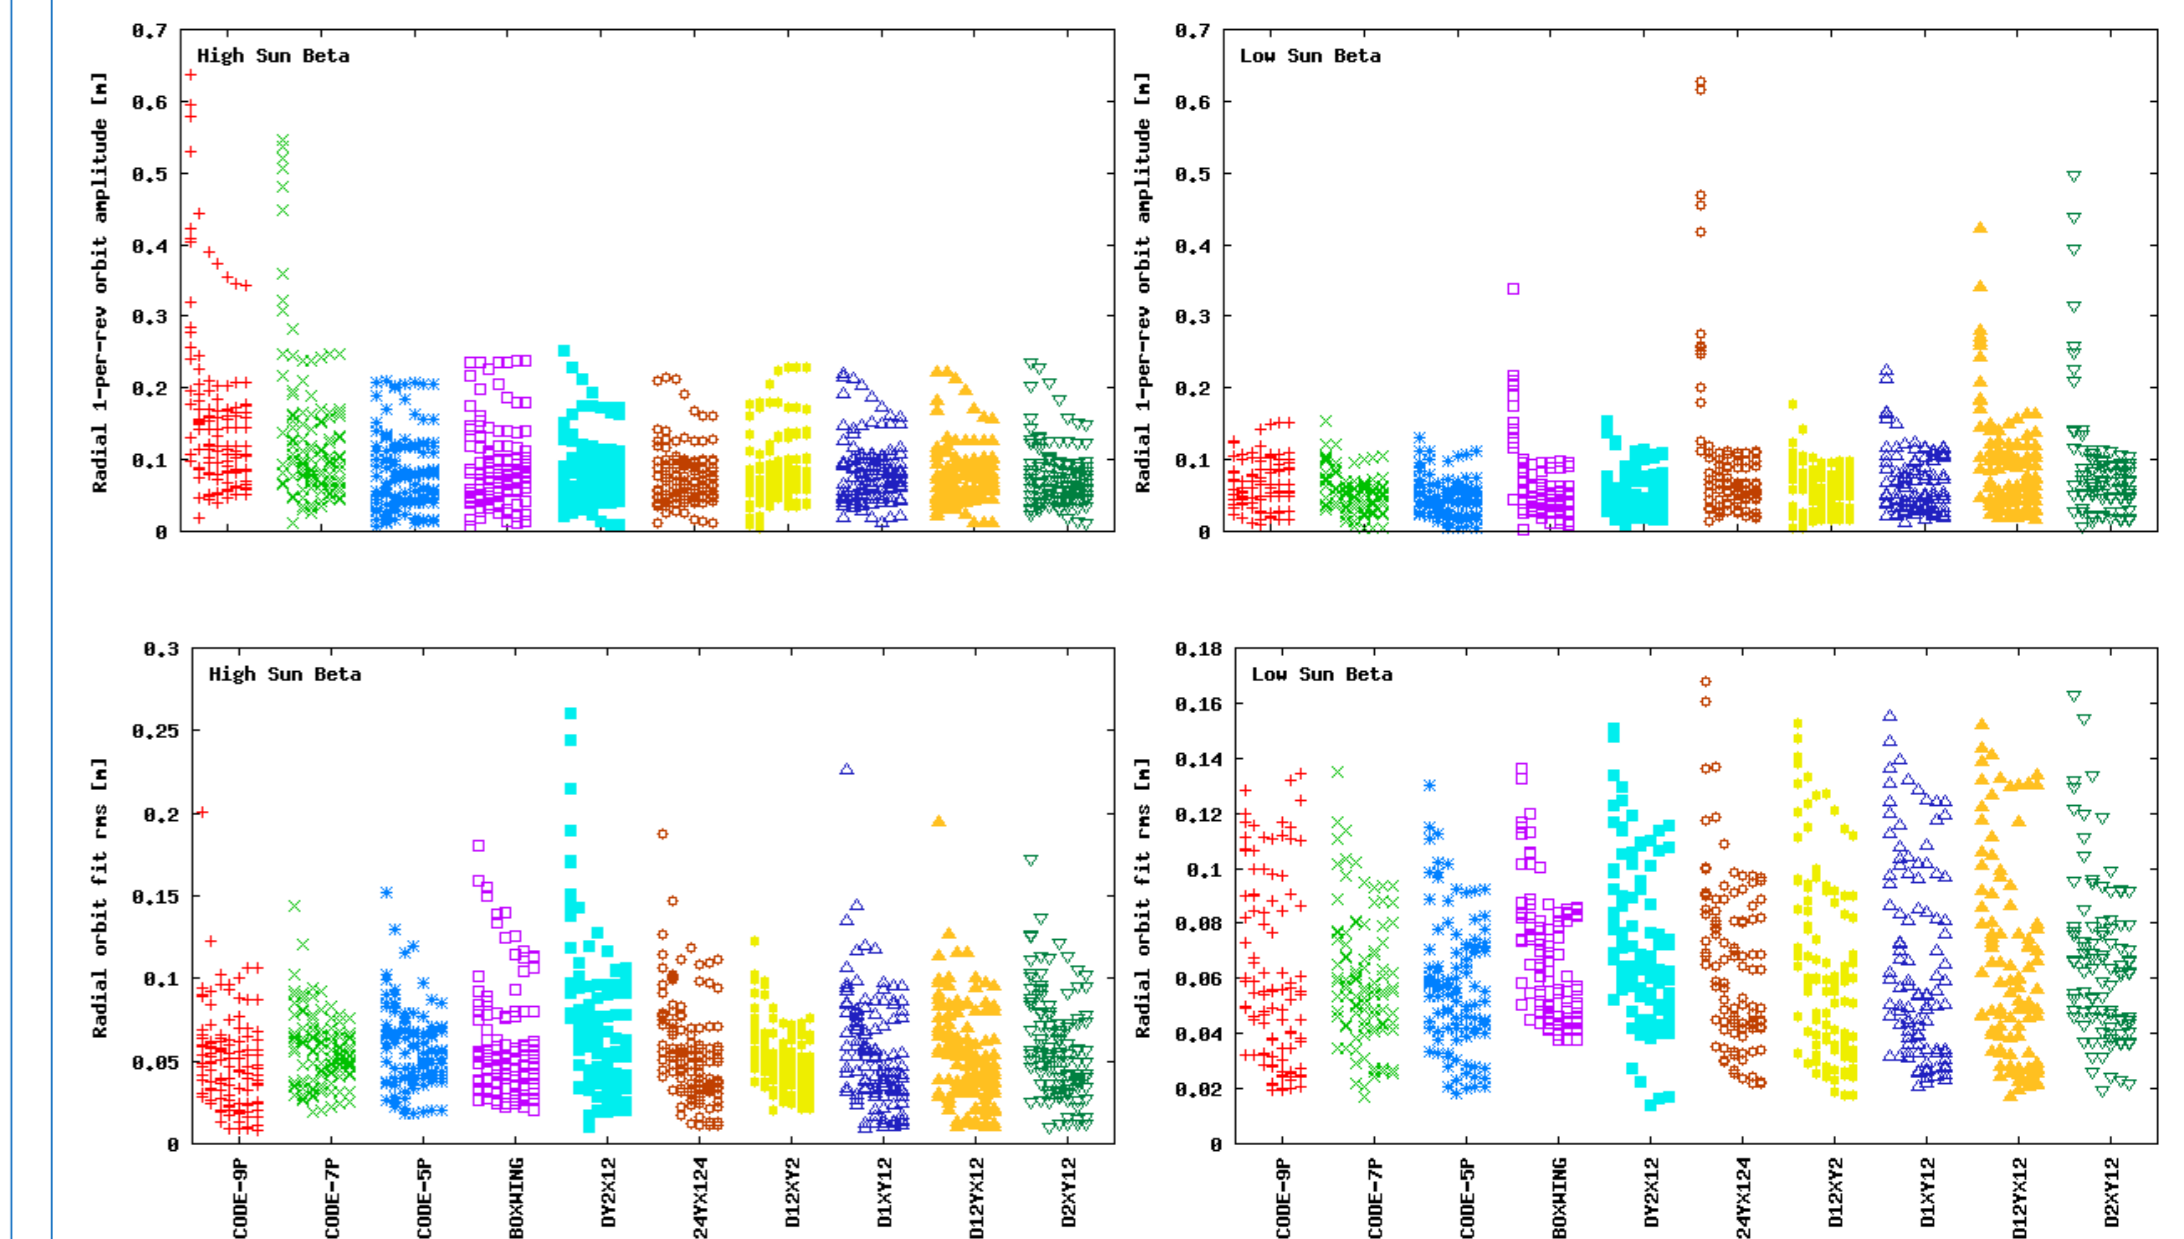 High Sun Beta
Radial 1-per-rev orbit amplitude [m]
0.7
0.6
0.5
0.4
0.3
0.2
0.1
0
Low Sun Beta
Radial 1-per-rev orbit amplitude [m]
0.7
0.6
0.5
0.4
0.3
0.2
0.1
0
High Sun Beta
Radial orbit fit rms [m]
0.3
0.25
0.2
0.15
0.1
0.05
0
CODE-9P
CODE-7P
CODE-5P
BOXWING
DY2X12
24Y124
D12XY2
D1XY12
D12YX12
D2XY12
Low Sun Beta
Radial orbit fit rms [m]
0.18
0.16
0.14
0.12
0.1
0.08
0.06
0.04
0.02
0
CODE-9P
CODE-7P
CODE-5P
BOXWING
DY2X12
24YX124
D12XY2
D1XY12
D12YX12
D2XY12